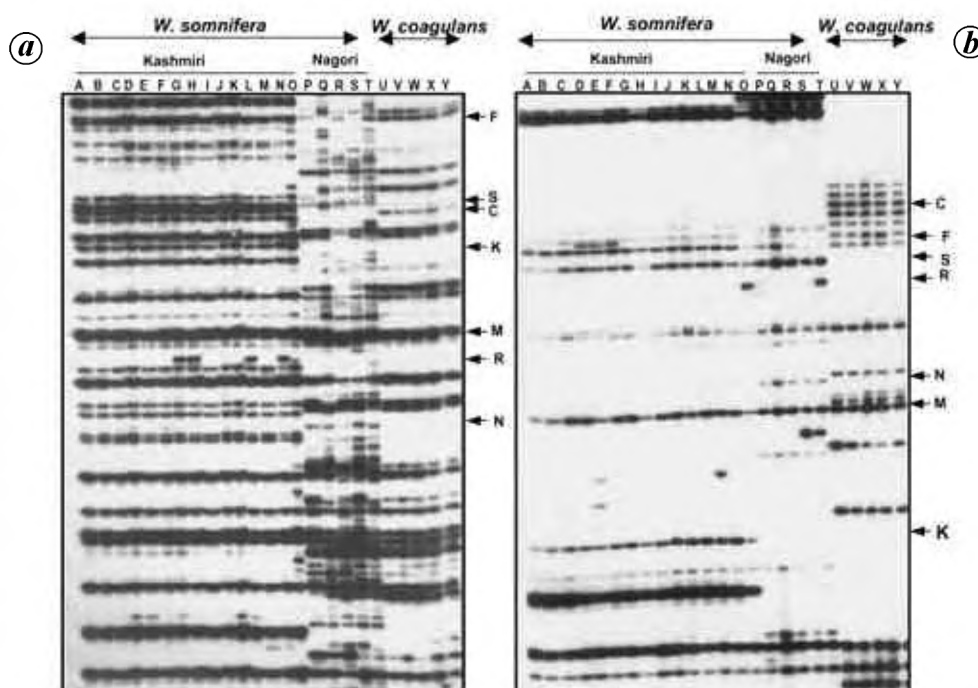 a
W. somnifera
W. coagulans
Kashmiri
Nagori
A B C D E F G H I J K L M N O P Q R S T U V W X Y
F
S
C
K
M
R
N
b
W. somnifera
W. coagulans
Kashmiri
Nagori
A B C D E F G H I J K L M N O P Q R S T U V W X Y
C
F
S
R
N
M
K